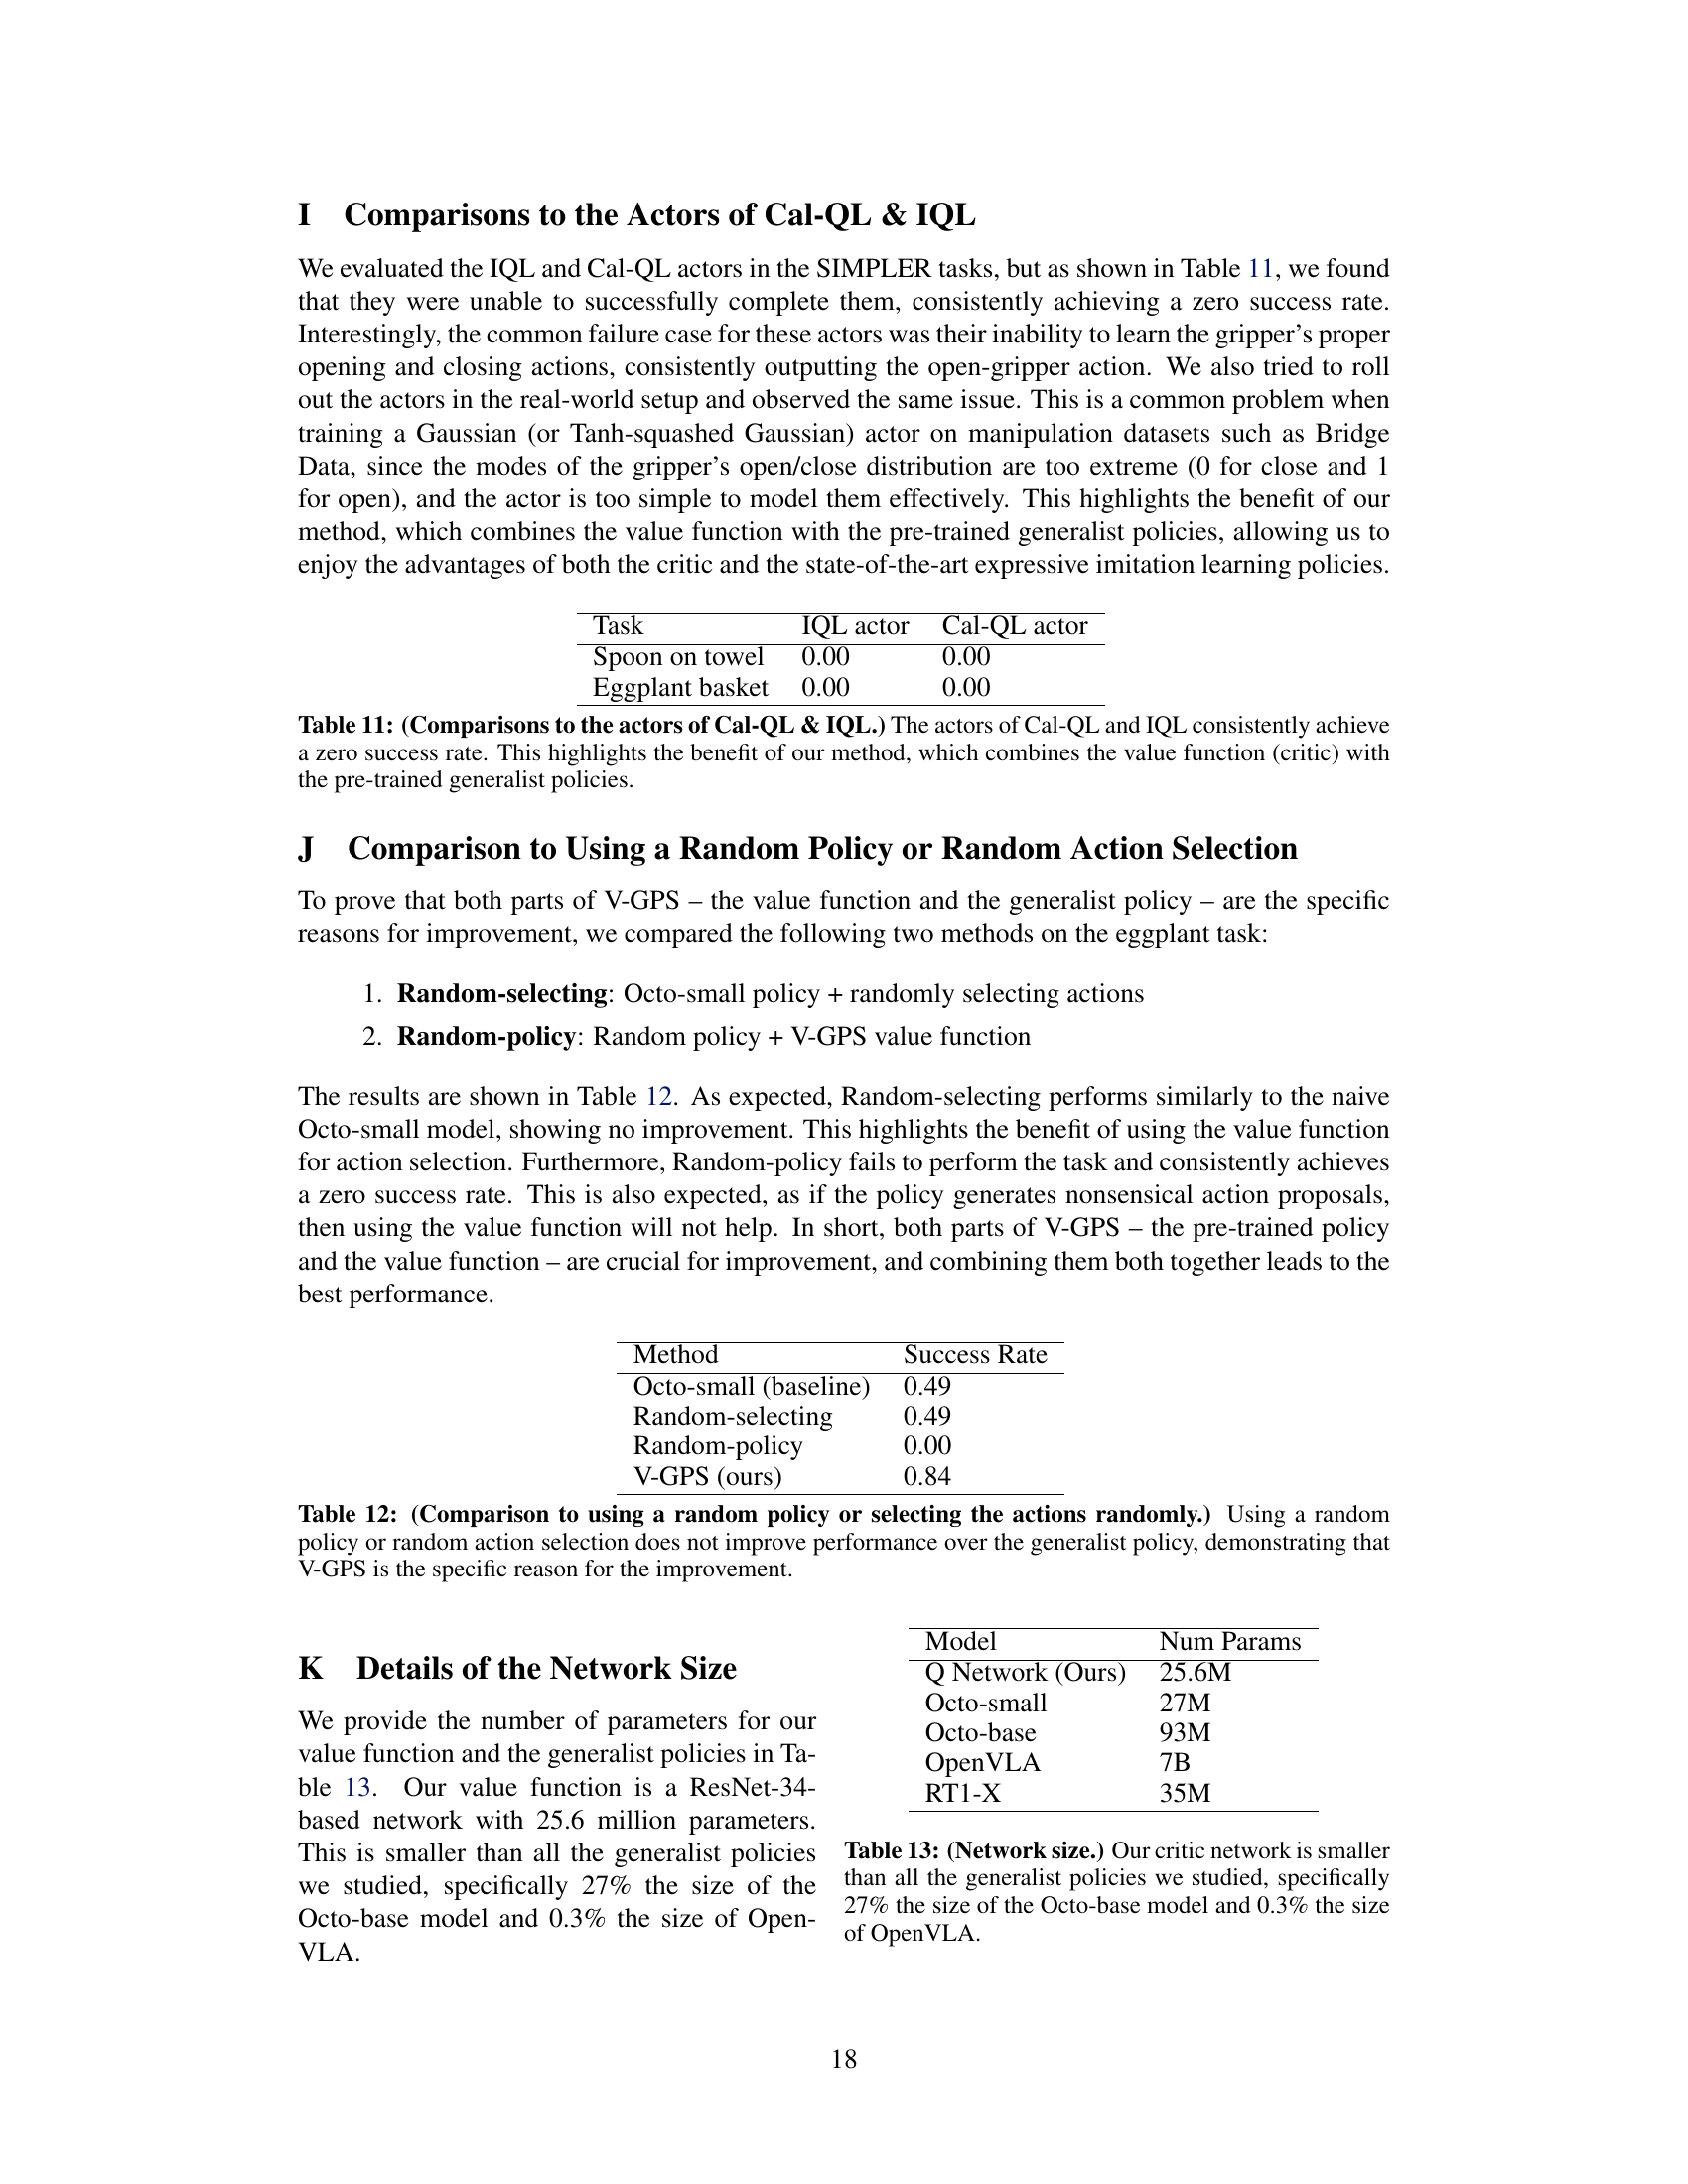 I Comparisons to the Actors of Cal-QL & IQL
We evaluated the IQL and Cal-QL actors in the SIMPLER tasks, but as shown in Table 11, we found
that they were unable to successfully complete them, consistently achieving a zero success rate.
Interestingly, the common failure case for these actors was their inability to learn the gripper's proper
opening and closing actions, consistently outputting the open-gripper action. We also tried to roll
out the actors in the real-world setup and observed the same issue. This is a common problem when
training a Gaussian (or Tanh-squashed Gaussian) actor on manipulation datasets such as Bridge
Data, since the modes of the gripper's open/close distribution are too extreme (0 for close and 1
for open), and the actor is too simple to model them effectively. This highlights the benefit of our
method, which combines the value function with the pre-trained generalist policies, allowing us to
enjoy the advantages of both the critic and the state-of-the-art expressive imitation learning policies.
Task IQL actor Cal-QL actor
Spoon on towel 0.00 0.00
Eggplant basket 0.00 0.00
Table 11: (Comparisons to the actors of Cal-QL & IQL.) The actors of Cal-QL and IQL consistently achieve
a zero success rate. This highlights the benefit of our method, which combines the value function (critic) with
the pre-trained generalist policies.
J Comparison to Using a Random Policy or Random Action Selection
To prove that both parts of V-GPS – the value function and the generalist policy – are the specific
reasons for improvement, we compared the following two methods on the eggplant task:
1. Random-selecting: Octo-small policy + randomly selecting actions
2. Random-policy: Random policy + V-GPS value function
The results are shown in Table 12. As expected, Random-selecting performs similarly to the naive
Octo-small model, showing no improvement. This highlights the benefit of using the value function
for action selection. Furthermore, Random-policy fails to perform the task and consistently achieves
a zero success rate. This is also expected, as if the policy generates nonsensical action proposals,
then using the value function will not help. In short, both parts of V-GPS – the pre-trained policy
and the value function – are crucial for improvement, and combining them both together leads to the
best performance.
Method Success Rate
Octo-small (baseline) 0.49
Random-selecting 0.49
Random-policy 0.00
V-GPS (ours) 0.84
Table 12: (Comparison to using a random policy or selecting the actions randomly.) Using a random
policy or random action selection does not improve performance over the generalist policy, demonstrating that
V-GPS is the specific reason for the improvement.
K Details of the Network Size
We provide the number of parameters for our
value function and the generalist policies in Ta-
ble 13. Our value function is a ResNet-34-
based network with 25.6 million parameters.
This is smaller than all the generalist policies
we studied, specifically 27% the size of the
Octo-base model and 0.3% the size of Open-
VLA.
Model Num Params
Q Network (Ours) 25.6M
Octo-small 27M
Octo-base 93M
OpenVLA 7B
RT1-X 35M
Table 13: (Network size.) Our critic network is smaller
than all the generalist policies we studied, specifically
27% the size of the Octo-base model and 0.3% the size
of OpenVLA.
18